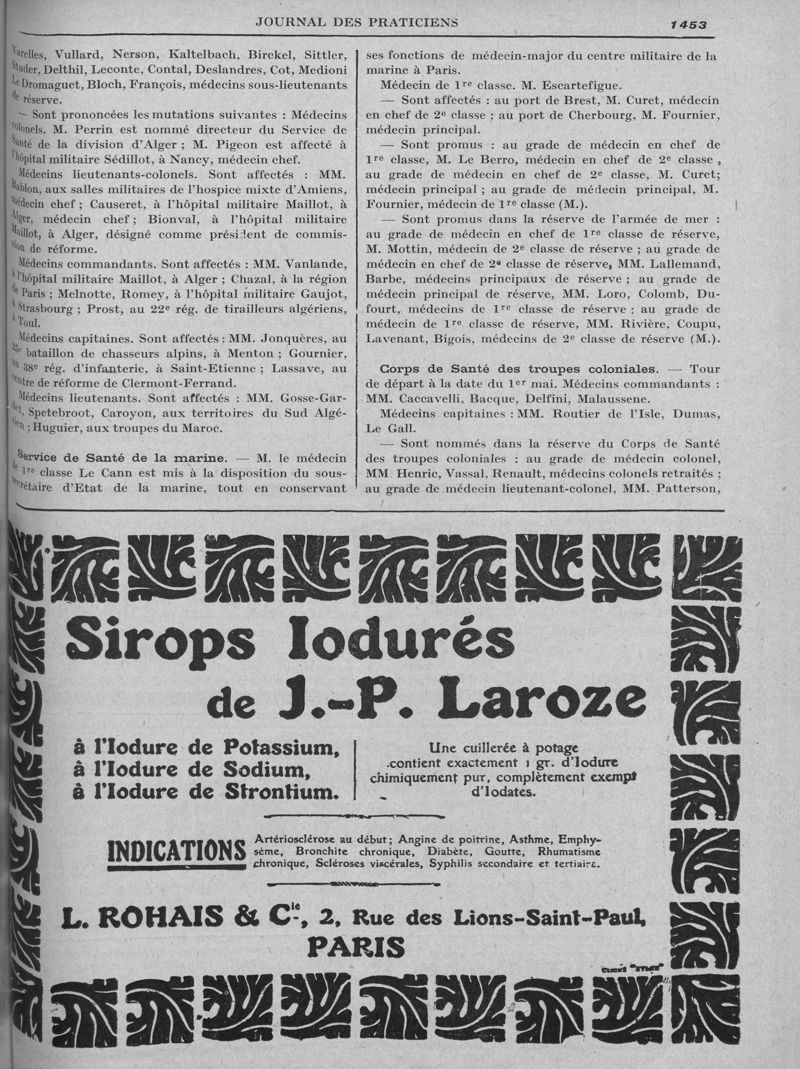 JOURNAL DES PRATICIENS 1453
Varelles, Vullard, Nerson, Kaltelbach, Birckel, Sittler,
Studer, Delthil, Leconte, Contal, Deslandres, Cot, Medioni
Le Dromaguet, Bloch, François, médecins sous-lieutenants
de réserve.
— Sont prononcées les mutations suivantes : Médecins
colonels. M. Perrin est nommé directeur du Service de
Santé de la division d'Alger ; M. Pigeon est affecté à
l'hôpital militaire Sédillot, à Nancy, médecin chef.
Médecins lieutenants-colonels. Sont affectés : MM.
Bablon, aux salles militaires de l'hospice mixte d'Amiens,
médecin chef ; Causeret, à l'hôpital militaire Maillot, à
Alger, médecin chef ; Bionval, à l'hôpital militaire
Maillot, à Alger, désigné comme président de commis-
sion de réforme.
Médecins commandants. Sont affectés : MM. Vanlande,
à l'hôpital militaire Maillot, à Alger ; Chazal, à la région
de Paris ; Melnotte, Romey, à l'hôpital militaire Gaujot,
à Strasbourg ; Prost, au 22e rég. de tirailleurs algériens,
à Toul.
Médecins capitaines. Sont affectés : MM. Jonquères, au
25e bataillon de chasseurs alpins, à Menton ; Gournier,
au 38e rég. d'infanterie, à Saint-Etienne ; Lassave, au
centre de réforme de Clermont-Ferrand.
Médecins lieutenants. Sont affectés : MM. Gosse-Gar-
det, Spetebroot, Caroyon, aux territoires du Sud Algé-
rien ; Huguier, aux troupes du Maroc.
Service de Santé de la marine. — M. le médecin
de 1re classe Le Cann est mis à la disposition du sous-
secrétaire d'Etat de la marine, tout en conservant
ses fonctions de médecin-major du centre militaire de la
marine à Paris.
Médecin de 1re classe. M. Escartefigue.
— Sont affectés : au port de Brest, M. Curet, médecin
en chef de 2e classe ; au port de Cherbourg, M. Fournier,
médecin principal.
— Sont promus : au grade de médecin en chef de
1re classe, M. Le Berro, médecin en chef de 2e classe ,
au grade de médecin en chef de 2e classe, M. Curet;
médecin principal ; au grade de médecin principal, M.
Fournier, médecin de 1re classe (M.).
— Sont promus dans la réserve de l'armée de mer :
au grade de médecin en chef de 1re classe de réserve,
M. Mottin, médecin de 2e classe de réserve ; au grade de
médecin en chef de 2e classe de réserve, MM. Lallemand,
Barbe, médecins principaux de réserve ; au grade de
médecin principal de réserve, MM. Loro, Colomb, Du-
fourt, médecins de 1re classe de réserve ; au grade de
médecin de 1re classe de réserve, MM. Rivière, Coupu,
Lavenant, Bigois, médecins de 2e classe de réserve (M.).
Corps de Santé des troupes coloniales. — Tour
de départ à la date du 1er mai. Médecins commandants :
MM. Caccavelli, Bacque, Delfini, Malaussene.
Médecins capitaines : MM. Routier de l'Isle, Dumas,
Le Gall.
— Sont nommés dans la réserve du Corps de Santé
des troupes coloniales : au grade de médecin colonel,
MM. Henric, Vassal, Renault, médecins colonels retraités ;
au grade de médecin lieutenant-colonel, MM. Patterson,
Sirops Iodurés
de J.-P. Laroze
à l'Iodure de Potassium,
à l'Iodure de Sodium,
à l'Iodure de Strontium.
Une cuillerée à potage
contient exactement 1 gr. d'Iodure
chimiquement pur, complètement exempt
d'Iodates.
INDICATIONS
Artériosclérose au début ; Angine de poitrine, Asthme, Emphy-
sème, Bronchite chronique, Diabète, Goutte, Rhumatisme
chronique, Scléroses viscérales, Syphilis secondaire et tertiaire.
L. ROHAIS & Cie, 2, Rue des Lions-Saint-Paul,
PARIS